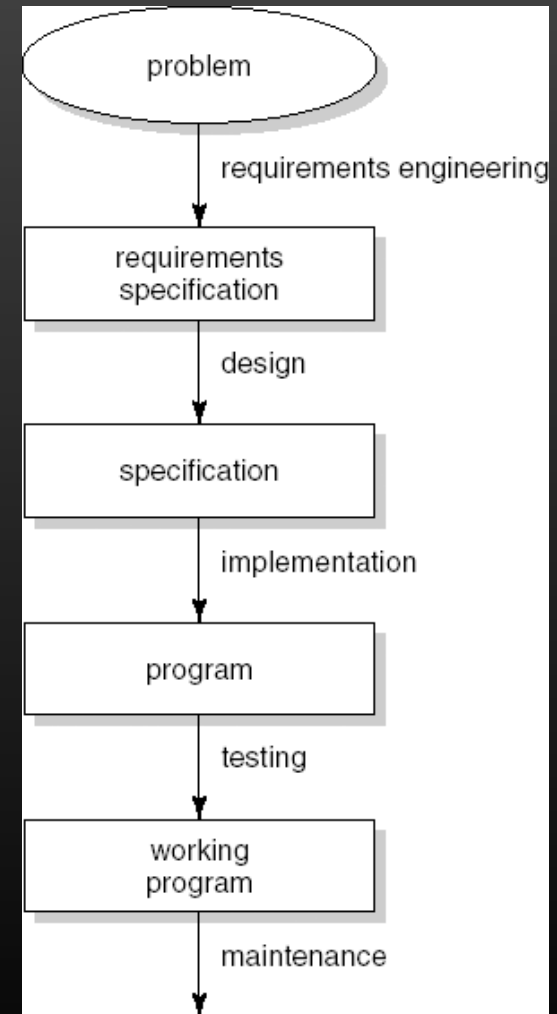 problem
requirements engineering
requirements
specification
design
specification
implementation
program
testing
working
program
maintenance